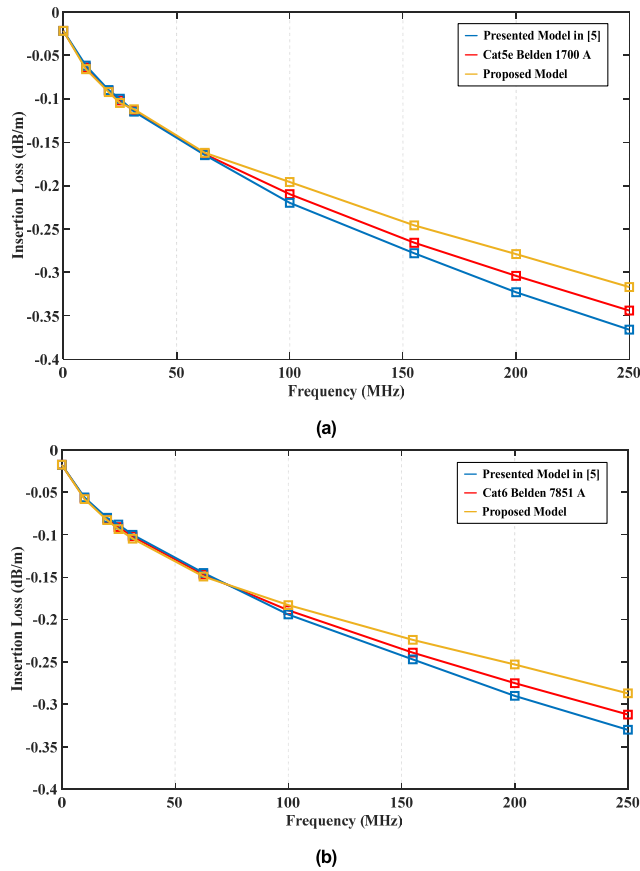 0
-0.05
-0.1
-0.15
-0.2
-0.25
-0.3
-0.35
-0.4
Insertion Loss (dB/m)
Presented Model in [5]
Cat5e Belden 1700 A
Proposed Model
0 50 100 150 200 250
Frequency (MHz)
(a)
0
-0.05
-0.1
-0.15
-0.2
-0.25
-0.3
-0.35
-0.4
Insertion Loss (dB/m)
Presented Model in [5]
Cat6 Belden 7851 A
Proposed Model
0 50 100 150 200 250
Frequency (MHz)
(b)